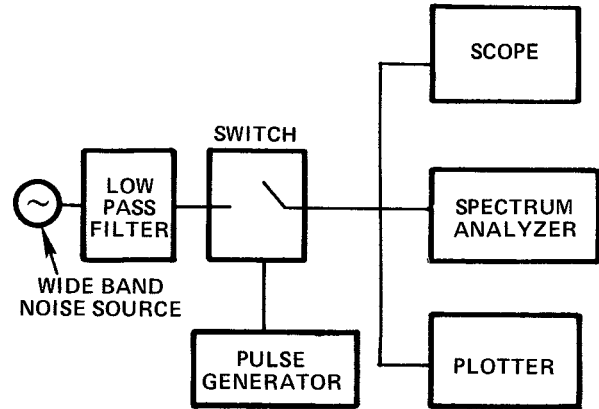 SCOPE
SWITCH
LOW
PASS
FILTER
SPECTRUM
ANALYZER
WIDE BAND
NOISE SOURCE
PULSE
GENERATOR
PLOTTER